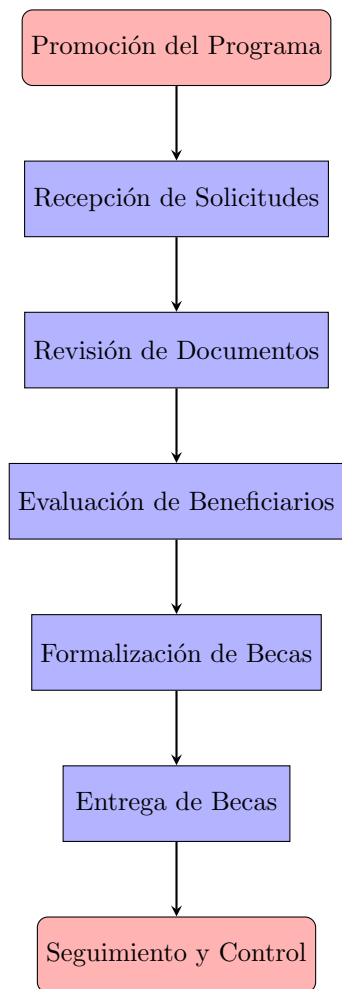 Promoción del Programa
Recepción de Solicitudes
Revisión de Documentos
Evaluación de Beneficiarios
Formalización de Becas
Entrega de Becas
Seguimiento y Control